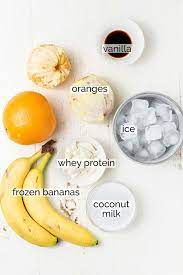 vanilla
oranges
ice
whey protein
frozen bananas
coconut
milk